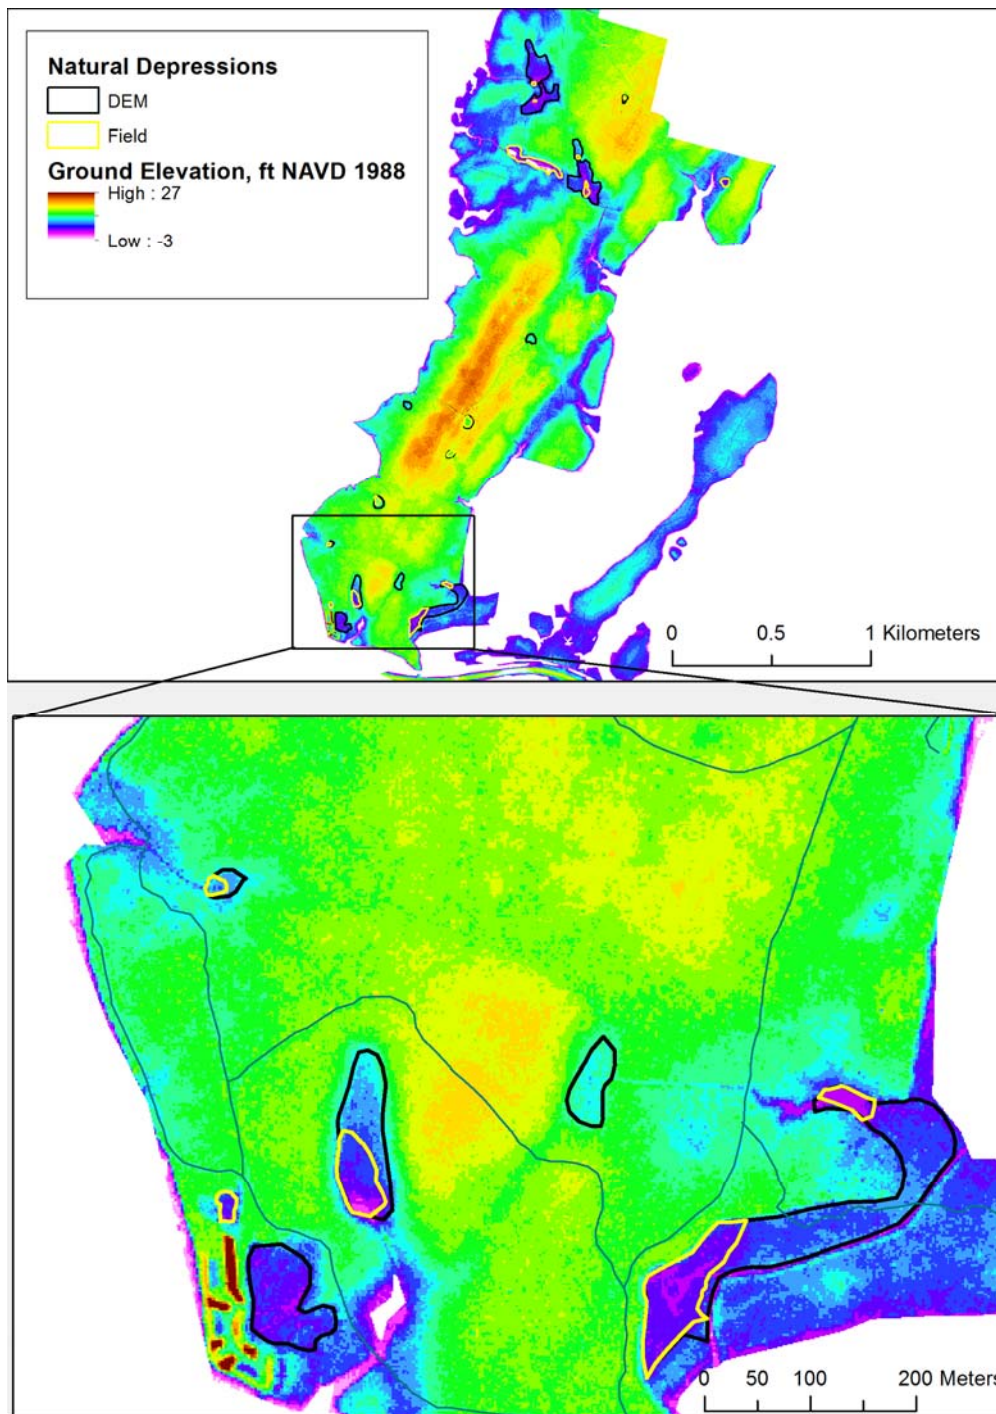 Natural Depressions
DEM
Field
Ground Elevation, ft NAVD 1988
High : 27
Low : -3
0 0.5 1 Kilometers
0 50 100 200 Meters